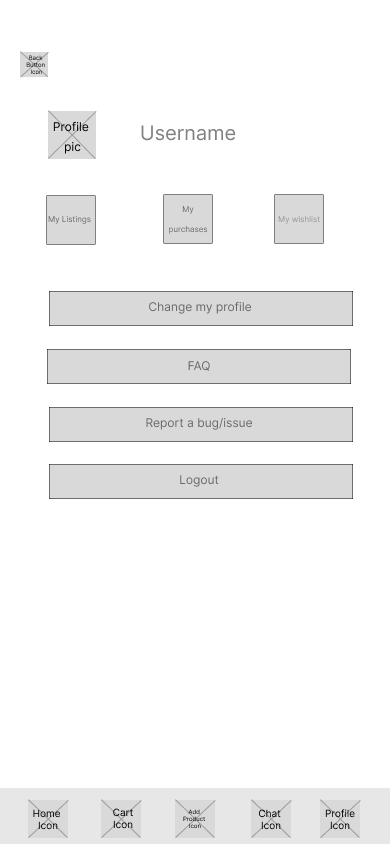 Back
Button
Icon
Profile
pic
Username
My Listings
My
purchases
My wishlist
Change my profile
FAQ
Report a bug/issue
Logout
Home
Icon
Cart
Icon
Add
Product
Icon
Chat
Icon
Profile
Icon